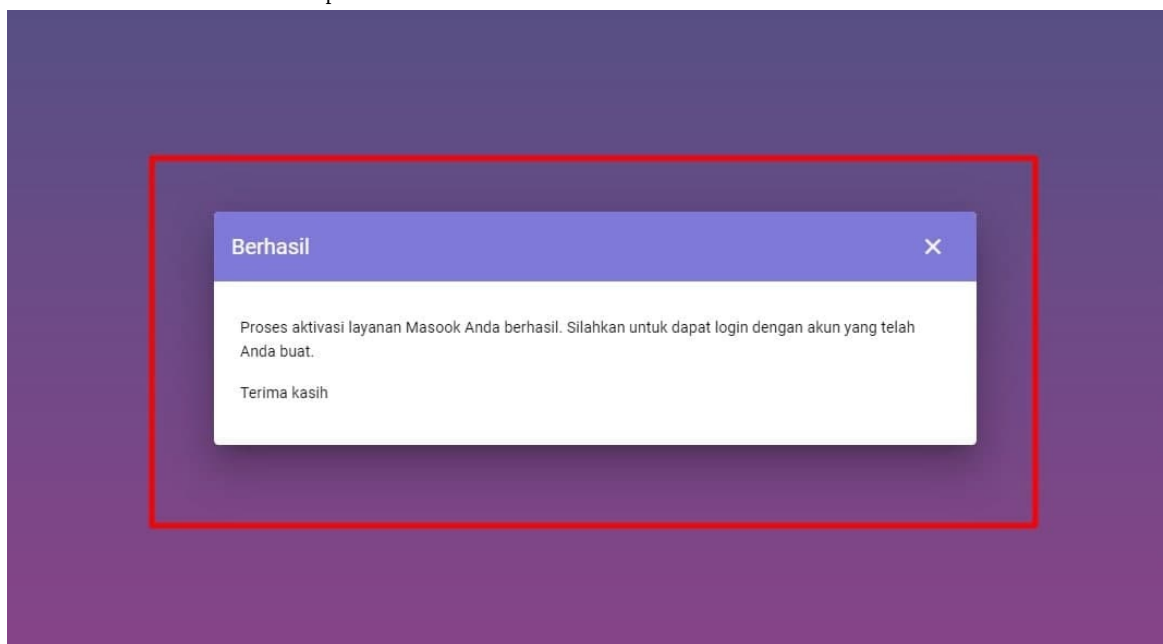 Berhasil
Proses aktivasi layanan Masook Anda berhasil. Silahkan untuk dapat login dengan akun yang telah
Anda buat.
Terima kasih